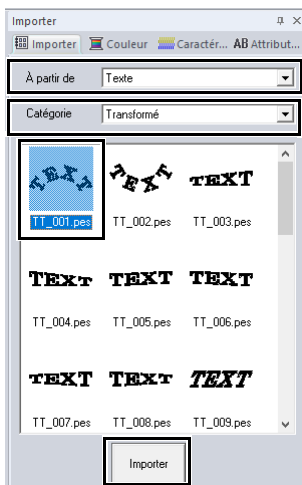 Importer
Importer Couleur Caractér... AB Attribut...
À partir de Texte
Catégorie Transformé
TEXT TEXT TEXT
TT_001.pes TT_002.pes TT_003.pes
TEXT TEXT TEXT
TT_004.pes TT_005.pes TT_006.pes
TEXT TEXT TEXT
TT_007.pes TT_008.pes TT_009.pes
Importer